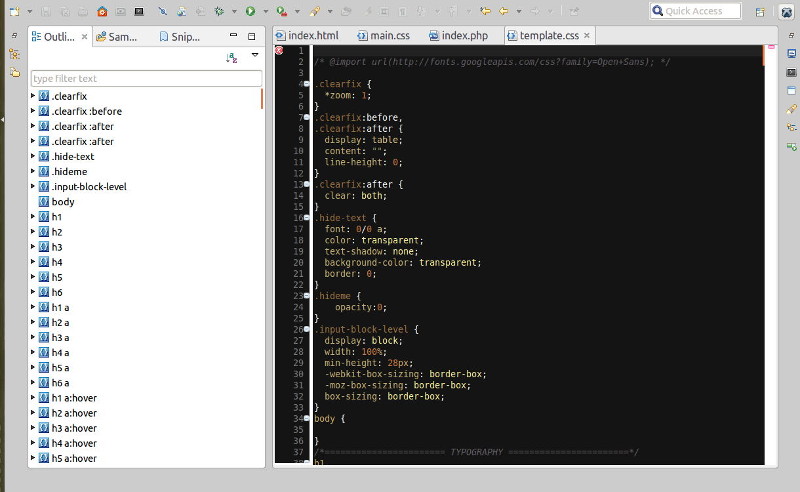 Quick Access
Outli...
Sam...
Snip...
index.html
main.css
index.php
template.css
type filter text
.clearfix
.clearfix :before
.clearfix :after
.clearfix :after
.hide-text
.hideme
.input-block-level
body
h1
h2
h3
h4
h5
h6
h1 a
h2 a
h3 a
h4 a
h5 a
h6 a
h1 a:hover
h2 a:hover
h3 a:hover
h4 a:hover
h5 a:hover
1
2 /* @import url(http://fonts.googleapis.com/css?family=Open+Sans); */
3
4 .clearfix {
5 *zoom: 1;
6 }
7 .clearfix:before,
8 .clearfix:after {
9 display: table;
10 content: "";
11 line-height: 0;
12 }
13 .clearfix:after {
14 clear: both;
15 }
16 .hide-text {
17 font: 0/0 a;
18 color: transparent;
19 text-shadow: none;
20 background-color: transparent;
21 border: 0;
22 }
23 .hideme {
24 opacity:0;
25 }
26 .input-block-level {
27 display: block;
28 width: 100%;
29 min-height: 28px;
30 -webkit-box-sizing: border-box;
31 -moz-box-sizing: border-box;
32 box-sizing: border-box;
33 }
34 body {
35
36 }
37 /*======================= TYPOGRAPHY =======================*/
38 h1